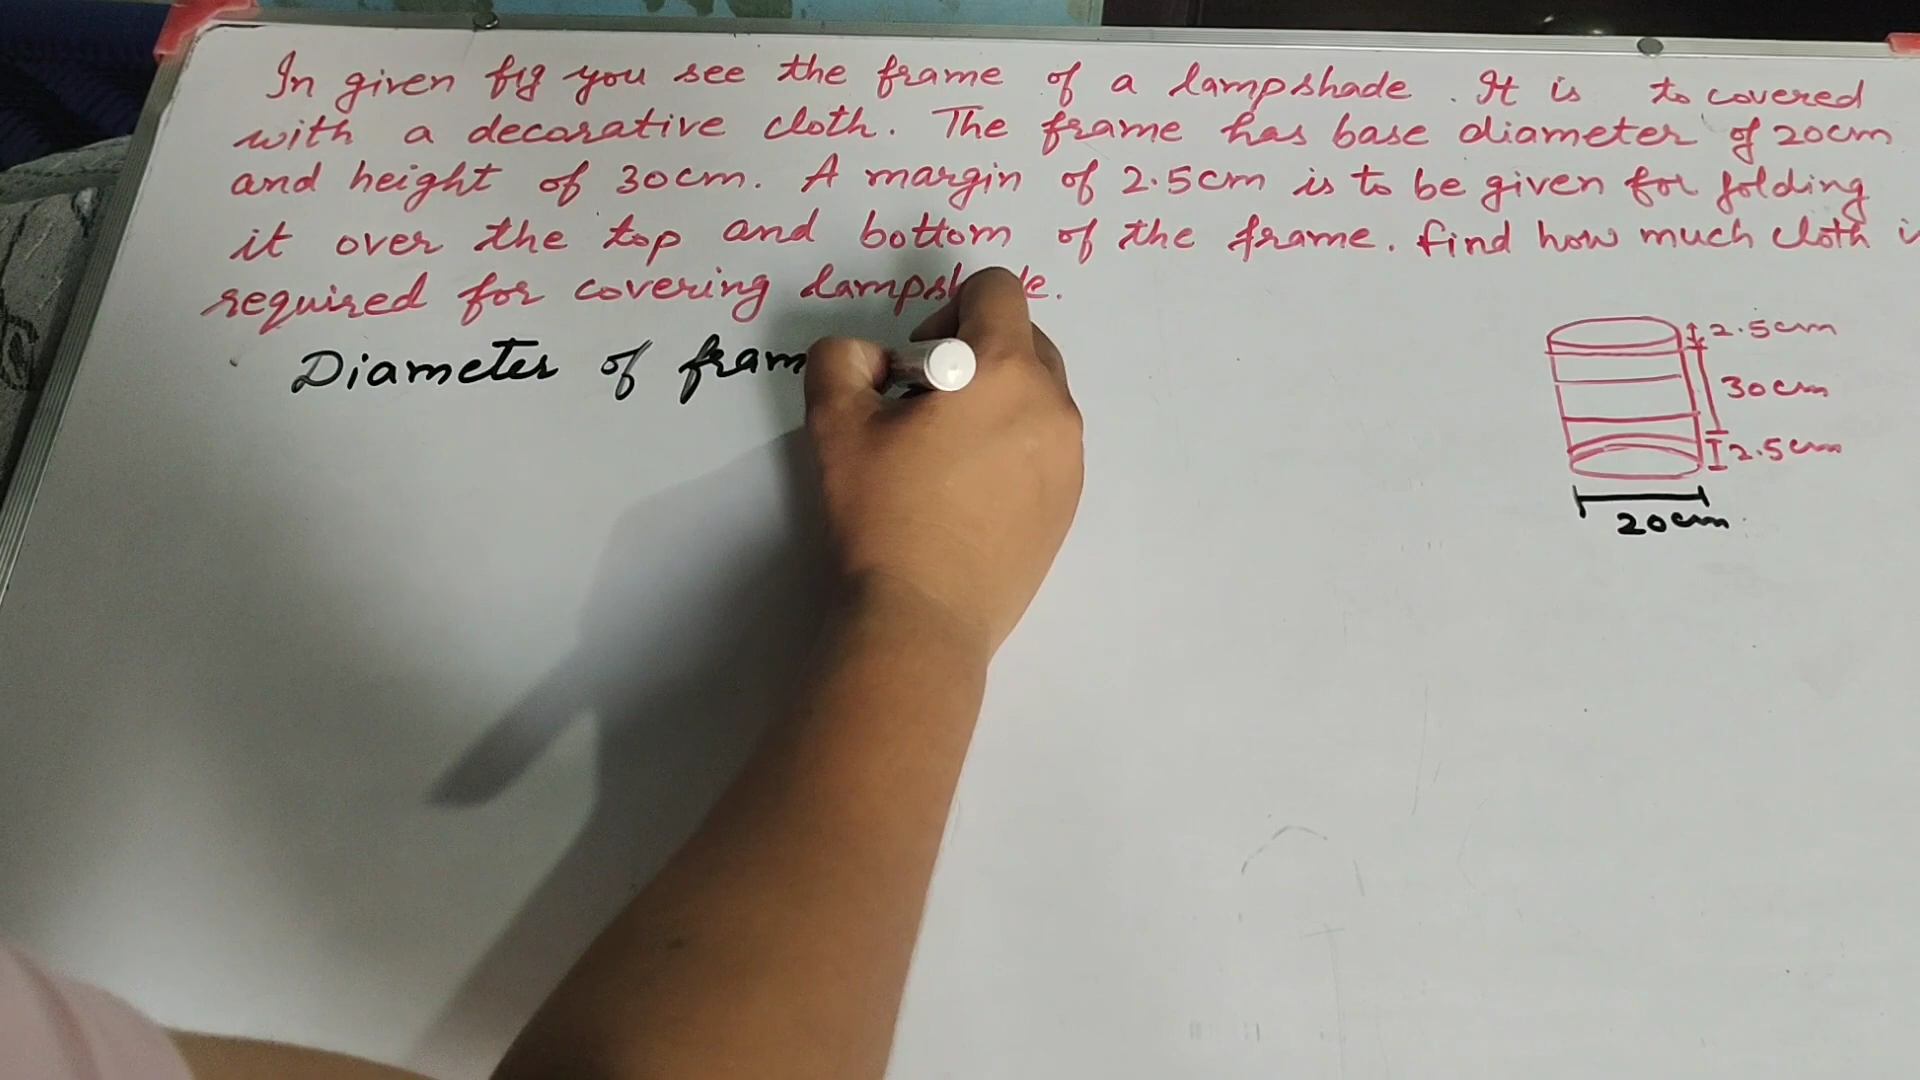 In given fig you see the frame of a lampshade. It is to covered
with a decorative cloth. The frame has base diameter of 20cm
and height of 30cm. A margin of 2.5cm is to be given for folding
it over the top and bottom of the frame. find how much cloth
required for covering
Diameter of fram
2.5cm
30cm
2.5cm
20cm